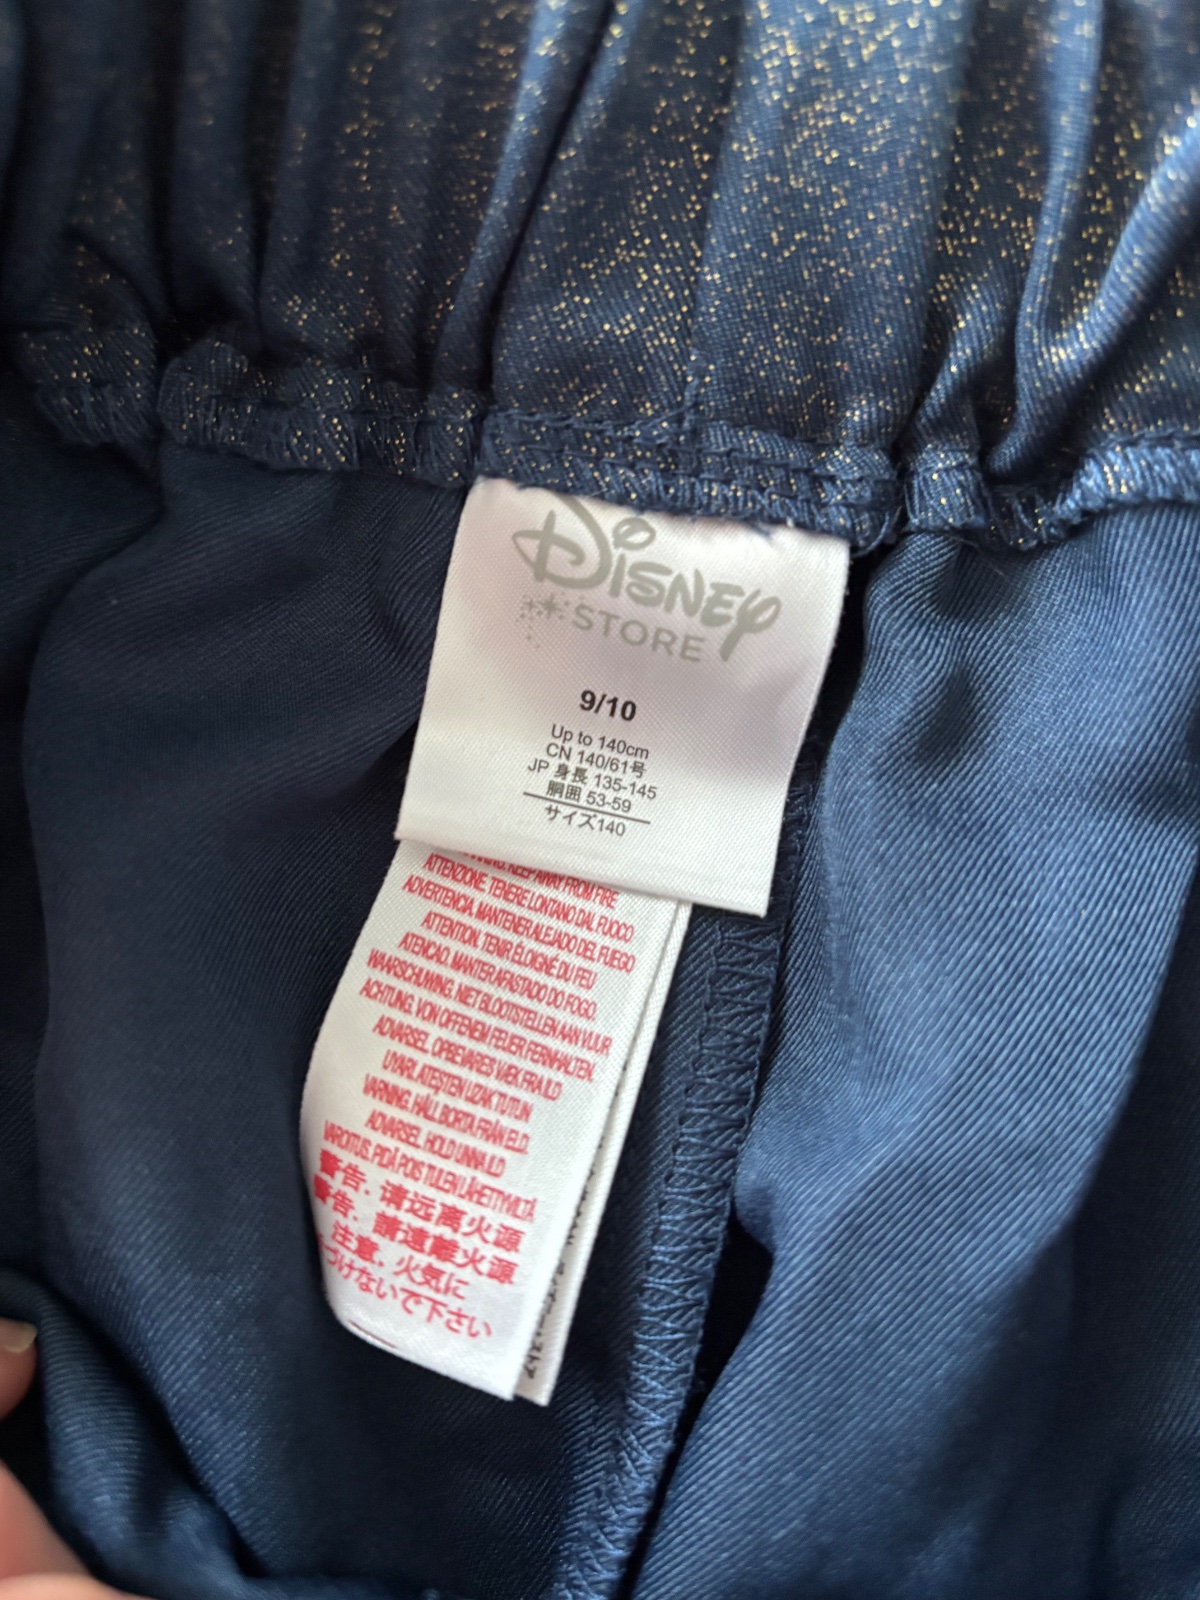 Disney
STORE
9/10
Up to 140cm
CN 140/61号
JP 身長 135-145
胴囲 53-59
サイズ140
KEEP AWAY FROM FIRE
ATTENZIONE. TENERE LONTANO DAL FUOCO
ADVERTENCIA. MANTENER ALEJADO DEL FUEGO
ATTENTION. TENIR ÉLOIGNÉ DU FEU
ATENCAO. MANTER AFASTADO DO FOGO.
WAARSCHUWING. NIET BLOOTSTELLEN AAN VUUR
ACHTUNG. VON OFFENEM FEUER FERNHALTEN.
ADVARSEL. OPBEVARES VÆK FRA ILD
UYARI. ATEŞTEN UZAK TUTUN
VARNING. HÅLL BORTA FRÅN ELD.
ADVARSEL. HOLD UNNA ILD
VAROITUS. PIDÄ POIS TULEN LÄHEITTYVILTÄ
警告. 请远离火源
警告. 請遠離火源
注意. 火気に
づけないで下さい